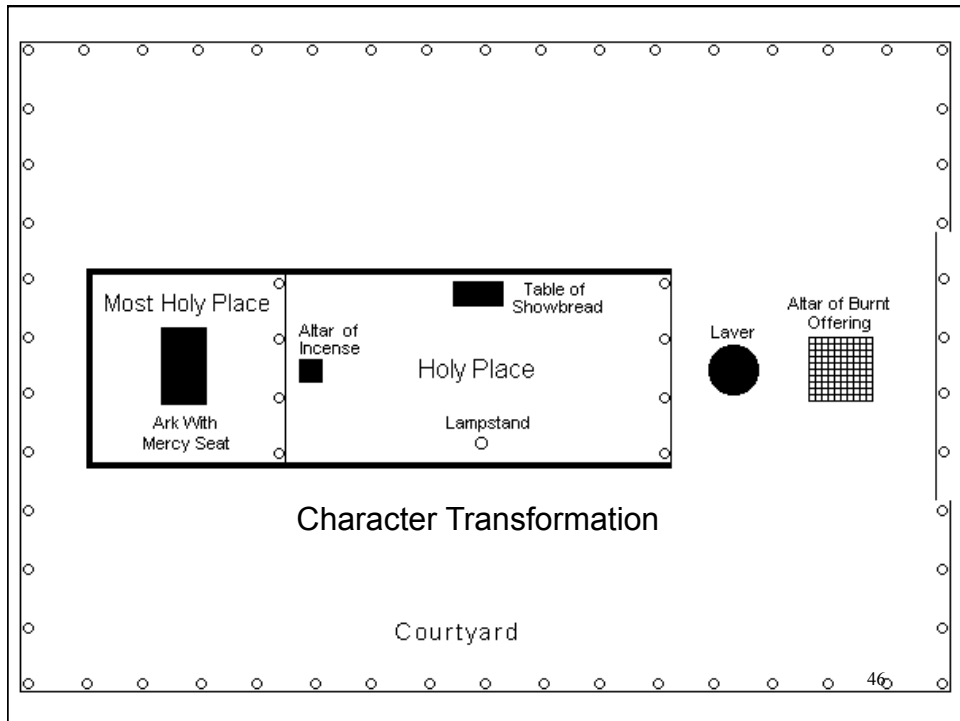 Most Holy Place
Ark With
Mercy Seat
Altar of
Incense
Table of
Showbread
Holy Place
Lampstand
Laver
Altar of Burnt
Offering
Character Transformation
Courtyard
46